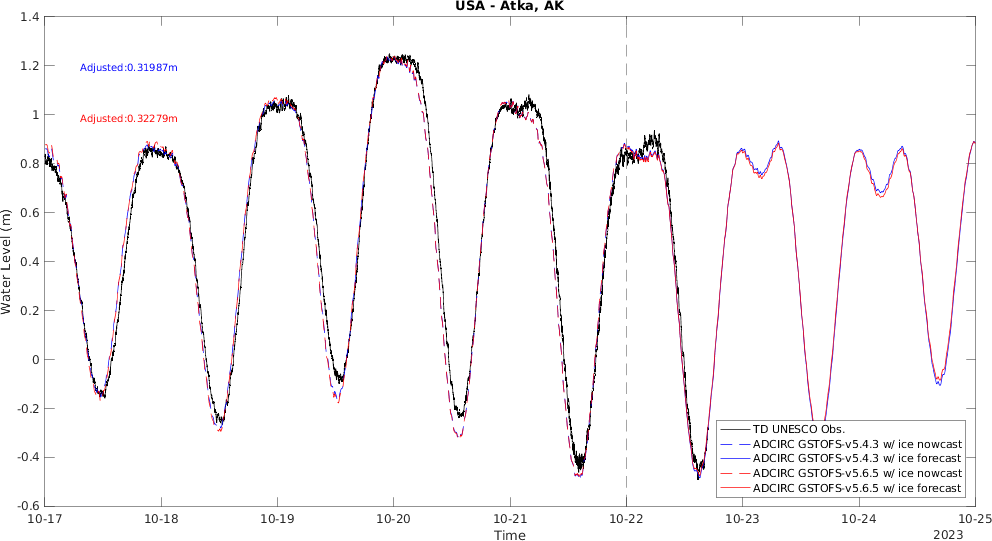 USA - Atka, AK
1.4
1.2
1
0.8
0.6
0.4
0.2
0
-0.2
-0.4
-0.6
Water Level (m)
Adjusted:0.31987m
Adjusted:0.32279m
TD UNESCO Obs.
ADCIRC GSTOFS-v5.4.3 w/ ice nowcast
ADCIRC GSTOFS-v5.4.3 w/ ice forecast
ADCIRC GSTOFS-v5.6.5 w/ ice nowcast
ADCIRC GSTOFS-v5.6.5 w/ ice forecast
10-17 10-18 10-19 10-20 10-21 10-22 10-23 10-24 10-25
Time
2023